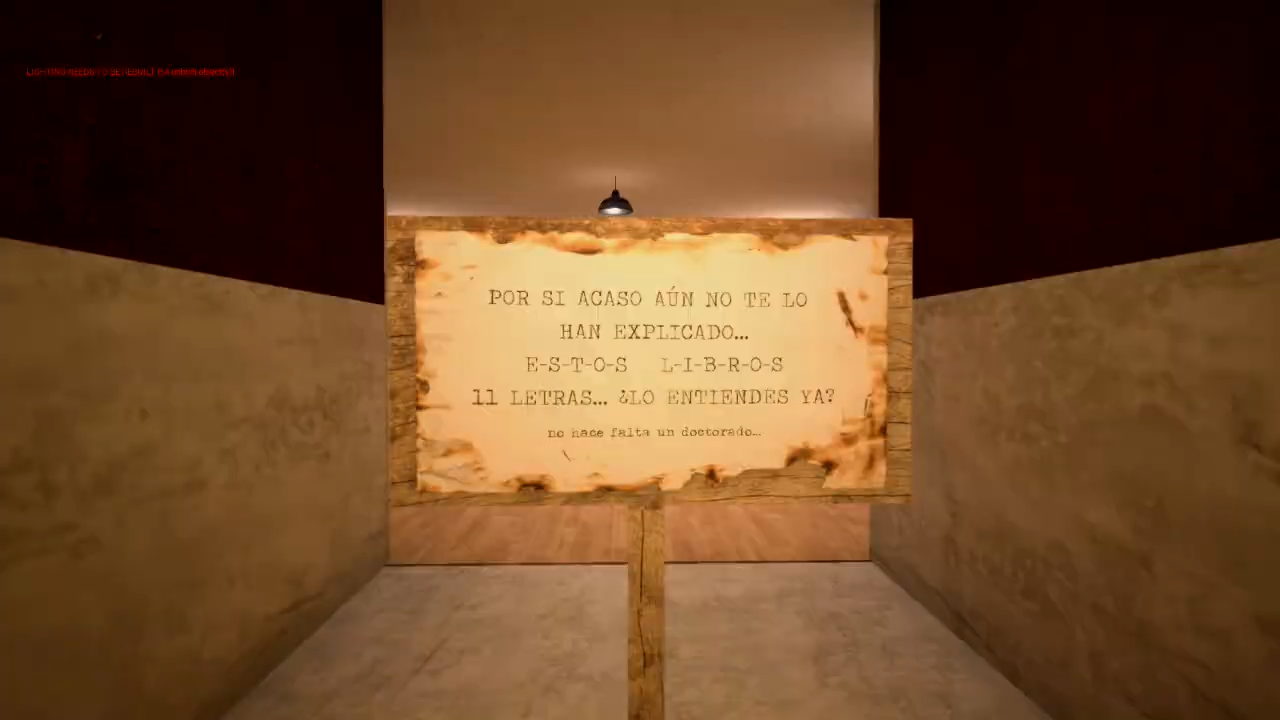 POR SI ACASO AÚN NO TE LO
HAN EXPLICADO...
E-S-T-O-S L-I-B-R-O-S
11 LETRAS... ¿LO ENTIENDES YA?
no hace falta un doctorado...